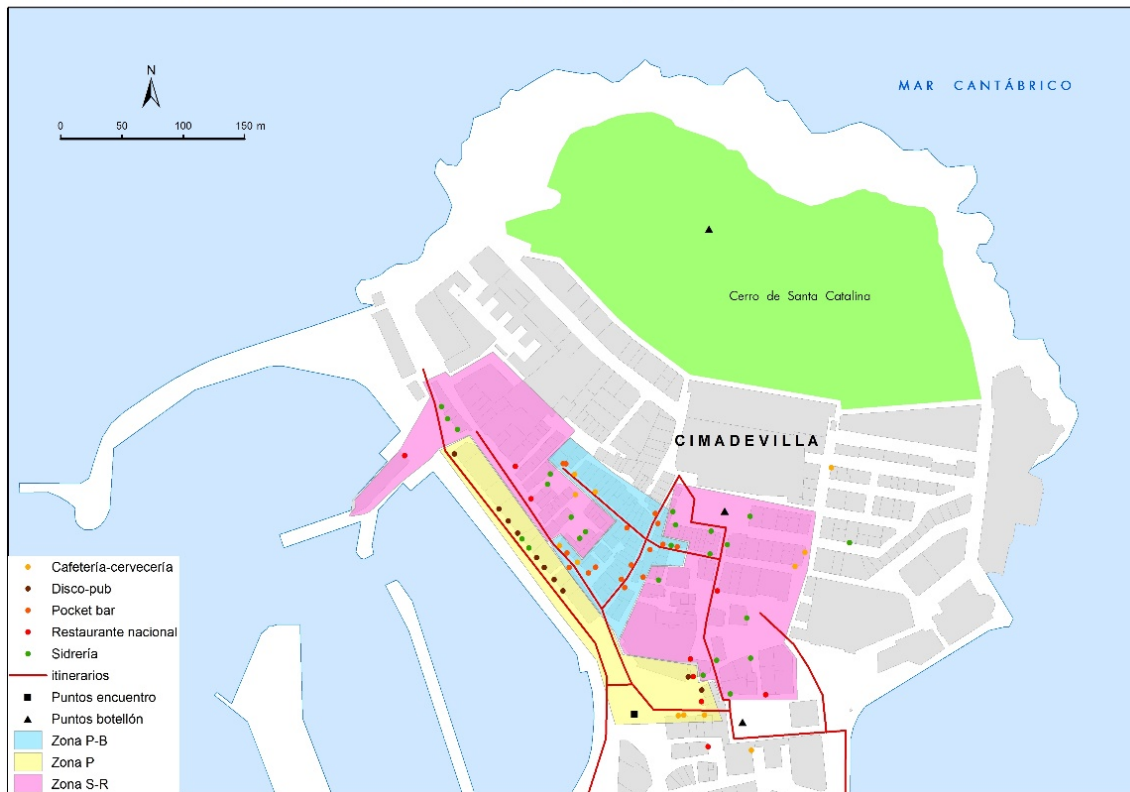 N
0 50 100 150 m
MAR CANTÁBRICO
Cerro de Santa Catalina
CIMADEVILLA
Cafetería-cervecería
Disco-pub
Pocket bar
Restaurante nacional
Sidrería
itinerarios
Puntos encuentro
Puntos botellón
Zona P-B
Zona P
Zona S-R